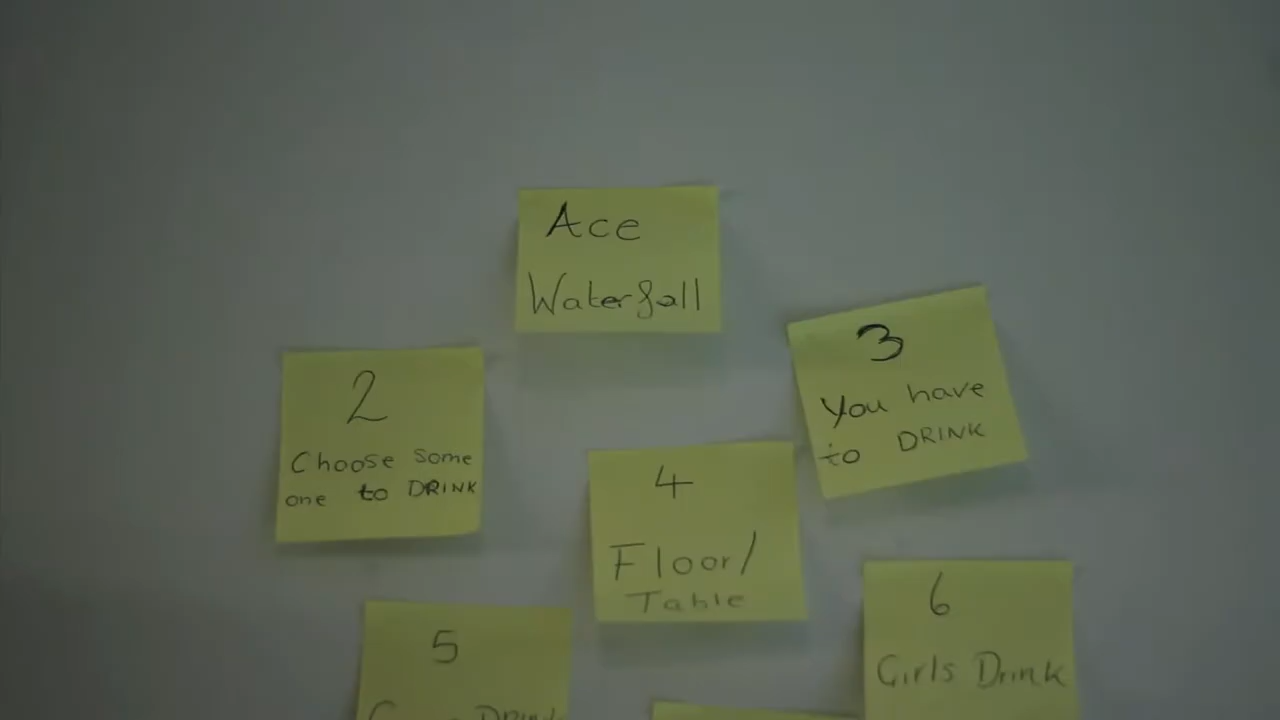 Ace
Waterfall
2
Choose some
one to DRINK
3
You have
to DRINK
4
Floor/
Table
5
Drink
6
Girls Drink